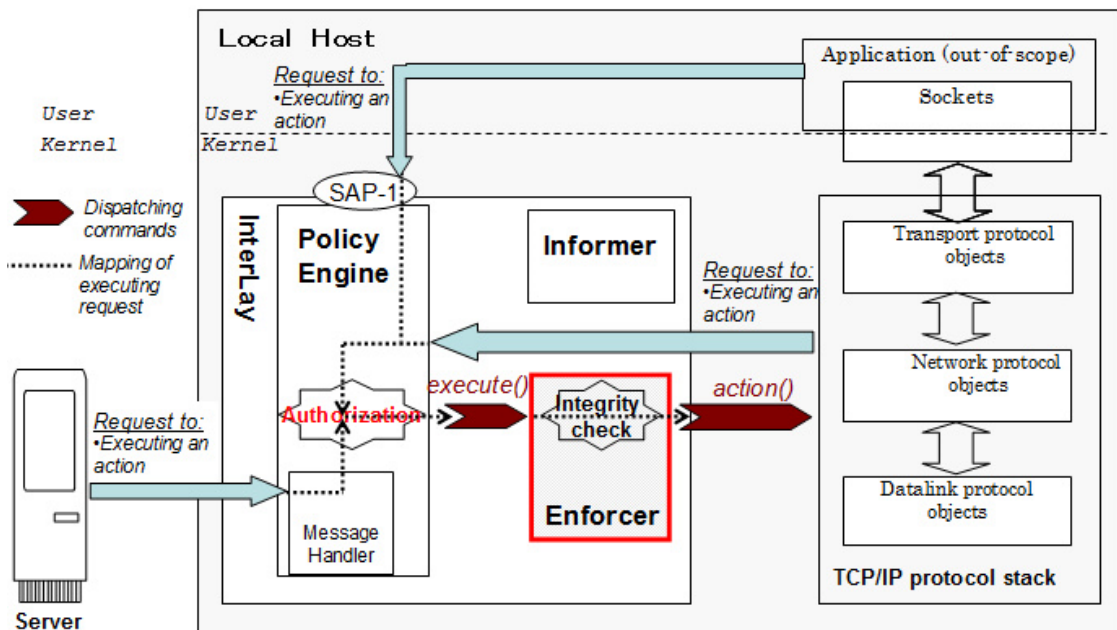 Local Host
Application (out-of-scope)
Sockets
Request to:
•Executing an
action
User
Kernel
User
Kernel
SAP-1
Dispatching
commands
Mapping of
executing
request
InterLay
Policy
Engine
Informer
Transport protocol
objects
Request to:
•Executing an
action
Network protocol
objects
execute()
action()
Authorization
Integrity
check
Request to:
•Executing an
action
Enforcer
Datalink protocol
objects
Message
Handler
TCP/IP protocol stack
Server